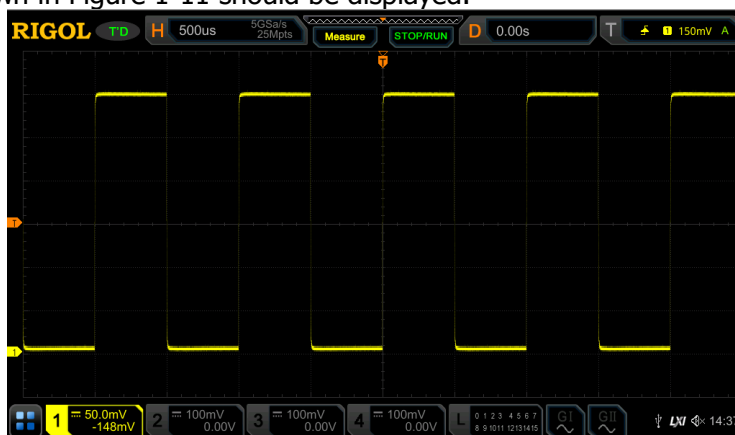 wn in Figure 1-11 should be displayed.
RIGOL T'D H 500us 5GSa/s 25Mpts Measure STOP/RUN D 0.00s T 1 150mV A
T
T
1
1 50.0mV -148mV 2 100mV 0.00V 3 100mV 0.00V 4 100mV 0.00V L 0 1 2 3 4 5 6 7 8 9 10 11 12 13 14 15 GI GII LXI 14:37